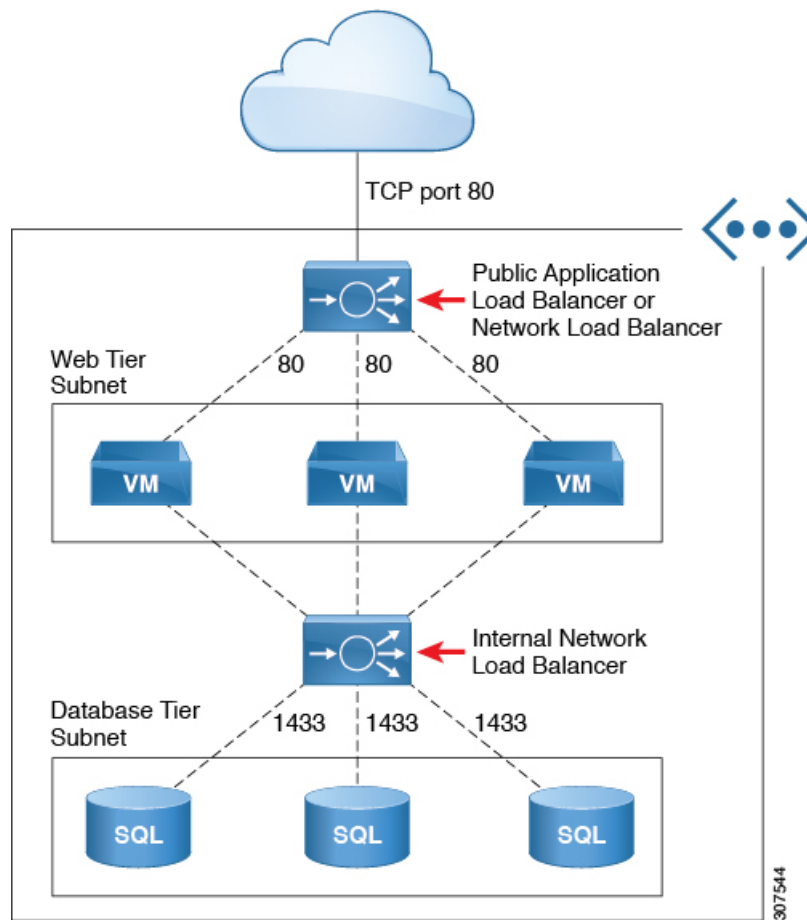 TCP port 80
Public Application
Load Balancer or
Network Load Balancer
Web Tier
Subnet
80
80
80
VM
VM
VM
Internal Network
Load Balancer
Database Tier
Subnet
1433
1433
1433
SQL
SQL
SQL
307544